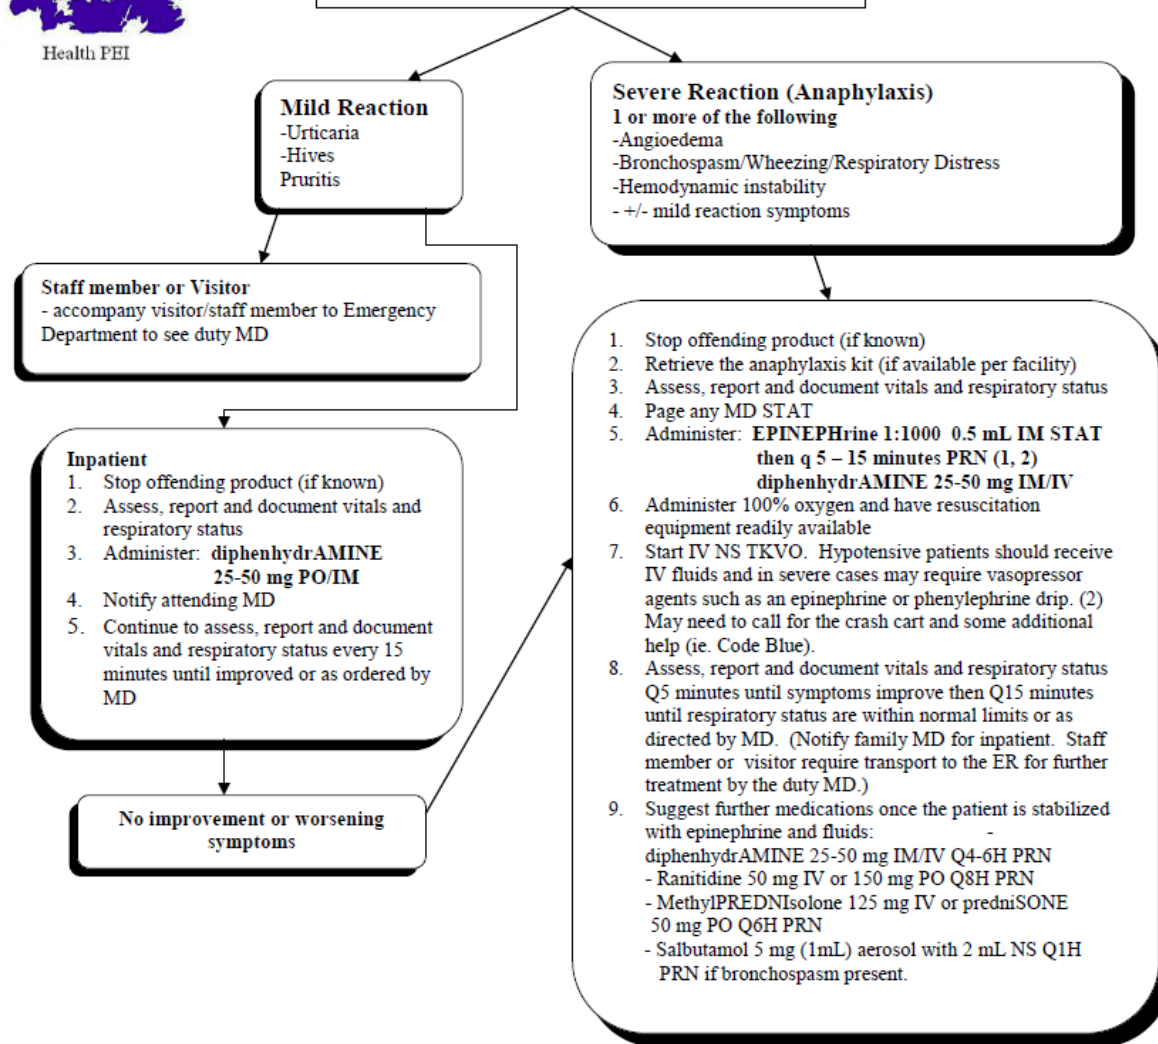 Health PEI
Mild Reaction
-Urticaria
-Hives
Pruritis
Severe Reaction (Anaphylaxis)
1 or more of the following
-Angioedema
-Bronchospasm/Wheezing/Respiratory Distress
-Hemodynamic instability
- +/- mild reaction symptoms
Staff member or Visitor
- accompany visitor/staff member to Emergency
Department to see duty MD
Inpatient
1. Stop offending product (if known)
2. Assess, report and document vitals and
respiratory status
3. Administer: diphenhydrAMINE
25-50 mg PO/IM
4. Notify attending MD
5. Continue to assess, report and document
vitals and respiratory status every 15
minutes until improved or as ordered by
MD
No improvement or worsening
symptoms
1. Stop offending product (if known)
2. Retrieve the anaphylaxis kit (if available per facility)
3. Assess, report and document vitals and respiratory status
4. Page any MD STAT
5. Administer: EPINEPHrine 1:1000 0.5 mL IM STAT
then q 5 – 15 minutes PRN (1, 2)
diphenhydrAMINE 25-50 mg IM/IV
6. Administer 100% oxygen and have resuscitation
equipment readily available
7. Start IV NS TKVO. Hypotensive patients should receive
IV fluids and in severe cases may require vasopressor
agents such as an epinephrine or phenylephrine drip. (2)
May need to call for the crash cart and some additional
help (ie. Code Blue).
8. Assess, report and document vitals and respiratory status
Q5 minutes until symptoms improve then Q15 minutes
until respiratory status are within normal limits or as
directed by MD. (Notify family MD for inpatient. Staff
member or visitor require transport to the ER for further
treatment by the duty MD.)
9. Suggest further medications once the patient is stabilized
with epinephrine and fluids: -
diphenhydrAMINE 25-50 mg IM/IV Q4-6H PRN
- Ranitidine 50 mg IV or 150 mg PO Q8H PRN
- MethylPREDNIsolone 125 mg IV or predniSONE
50 mg PO Q6H PRN
- Salbutamol 5 mg (1mL) aerosol with 2 mL NS Q1H
PRN if bronchospasm present.